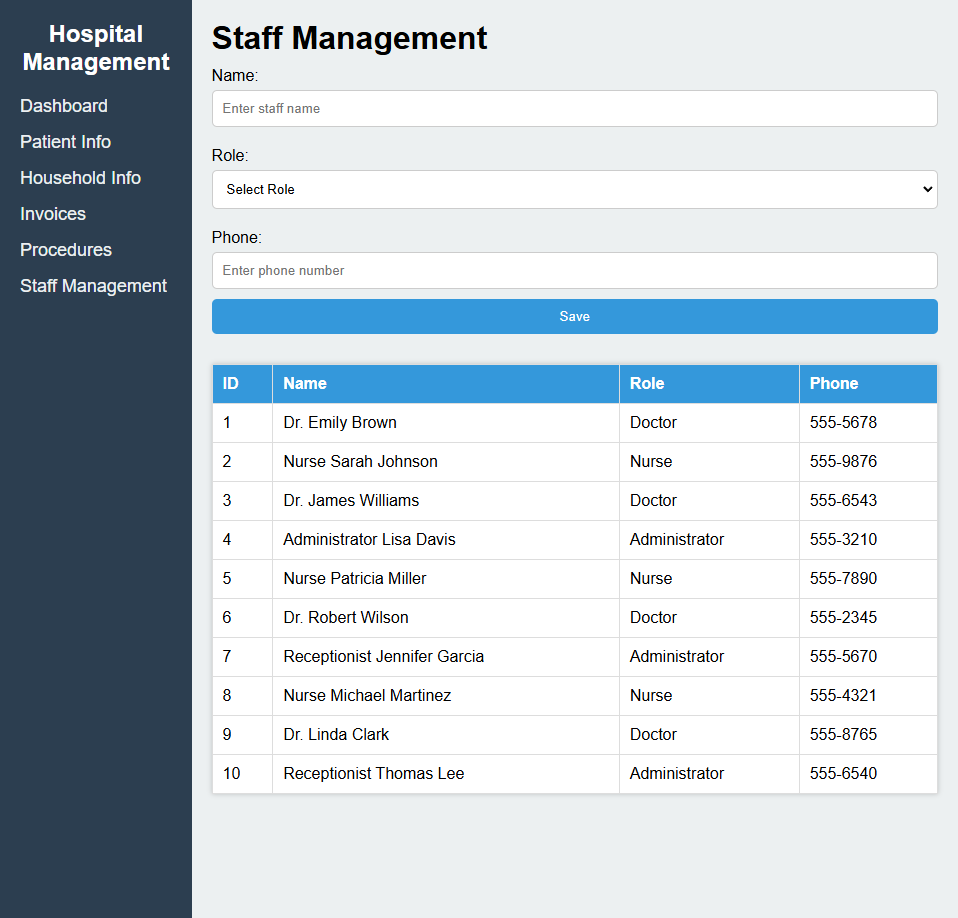 Hospital
Management
Dashboard
Patient Info
Household Info
Invoices
Procedures
Staff Management
Staff Management
Name:
Enter staff name
Role:
Select Role
Phone:
Enter phone number
Save
ID Name Role Phone
1 Dr. Emily Brown Doctor 555-5678
2 Nurse Sarah Johnson Nurse 555-9876
3 Dr. James Williams Doctor 555-6543
4 Administrator Lisa Davis Administrator 555-3210
5 Nurse Patricia Miller Nurse 555-7890
6 Dr. Robert Wilson Doctor 555-2345
7 Receptionist Jennifer Garcia Administrator 555-5670
8 Nurse Michael Martinez Nurse 555-4321
9 Dr. Linda Clark Doctor 555-8765
10 Receptionist Thomas Lee Administrator 555-6540